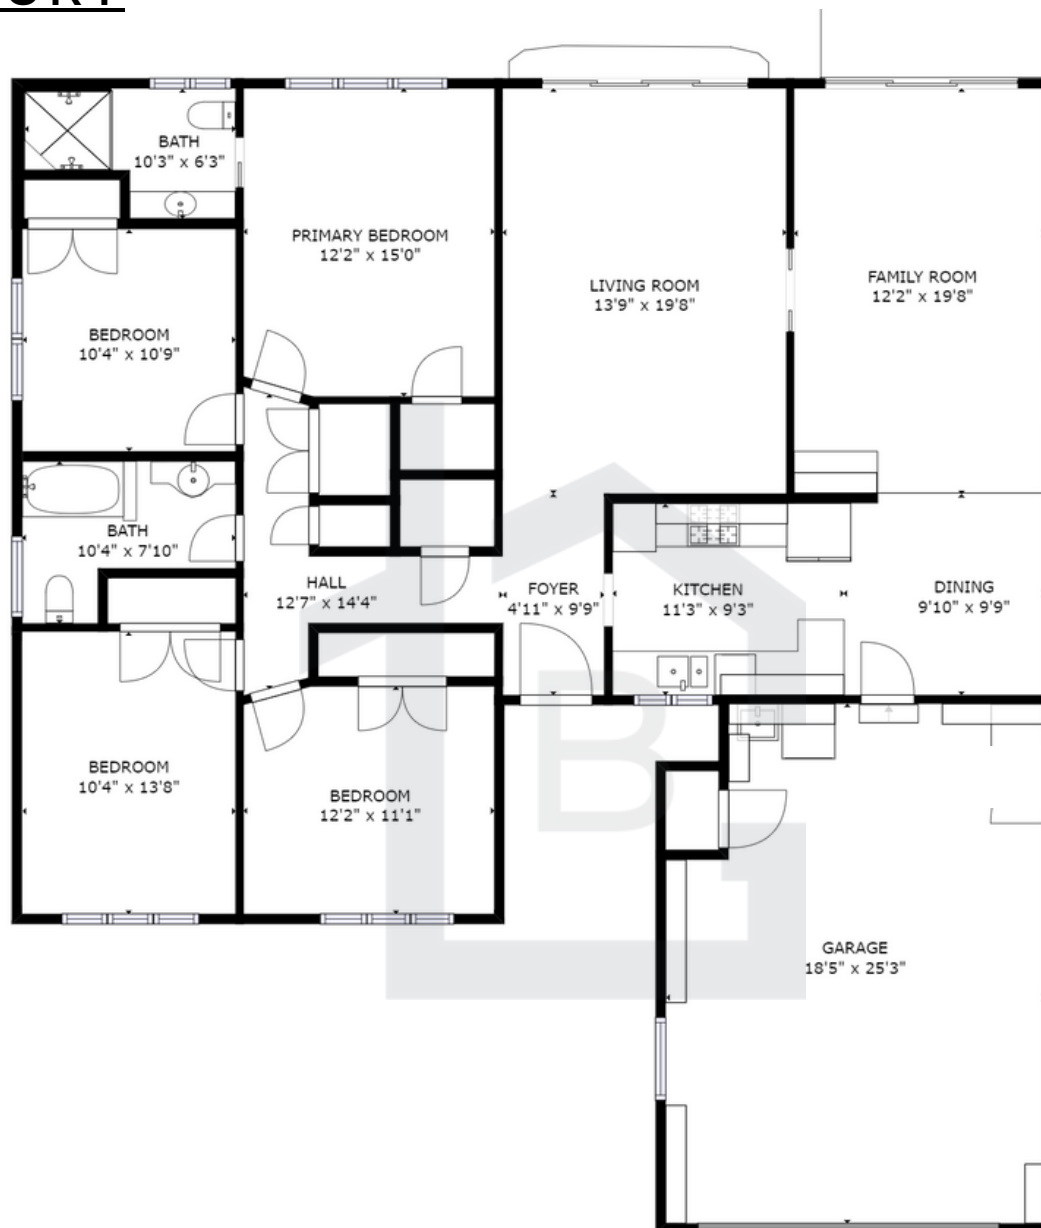 BATH
10'3" x 6'3"
PRIMARY BEDROOM
12'2" x 15'0"
LIVING ROOM
13'9" x 19'8"
FAMILY ROOM
12'2" x 19'8"
BEDROOM
10'4" x 10'9"
BATH
10'4" x 7'10"
HALL
12'7" x 14'4"
FOYER
4'11" x 9'9"
KITCHEN
11'3" x 9'3"
DINING
9'10" x 9'9"
BEDROOM
10'4" x 13'8"
BEDROOM
12'2" x 11'1"
B
GARAGE
18'5" x 25'3"